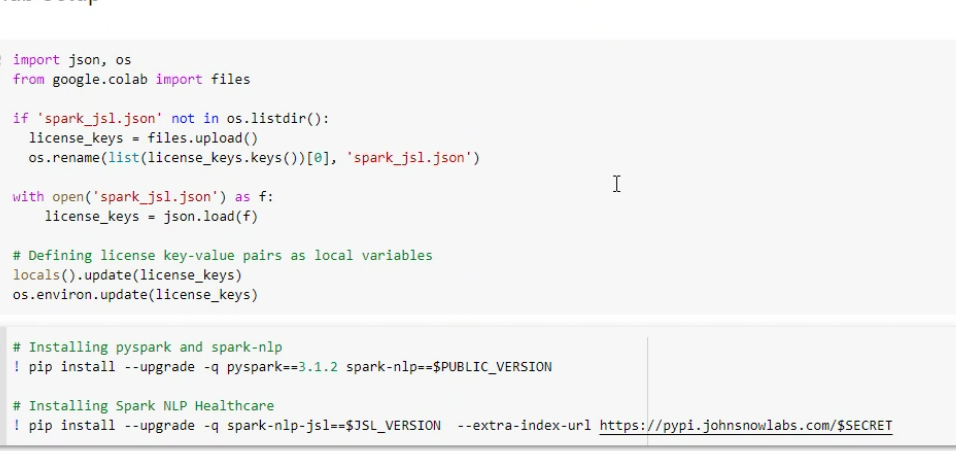 import json, os
from google.colab import files
if 'spark_jsl.json' not in os.listdir():
  license_keys = files.upload()
  os.rename(list(license_keys.keys())[0], 'spark_jsl.json')
with open('spark_jsl.json') as f:
    license_keys = json.load(f)
# Defining license key-value pairs as local variables
locals().update(license_keys)
os.environ.update(license_keys)
# Installing pyspark and spark-nlp
! pip install --upgrade -q pyspark==3.1.2 spark-nlp==$PUBLIC_VERSION
# Installing Spark NLP Healthcare
! pip install --upgrade -q spark-nlp-jsl==$JSL_VERSION  --extra-index-url https://pypi.johnsnowlabs.com/$SECRET